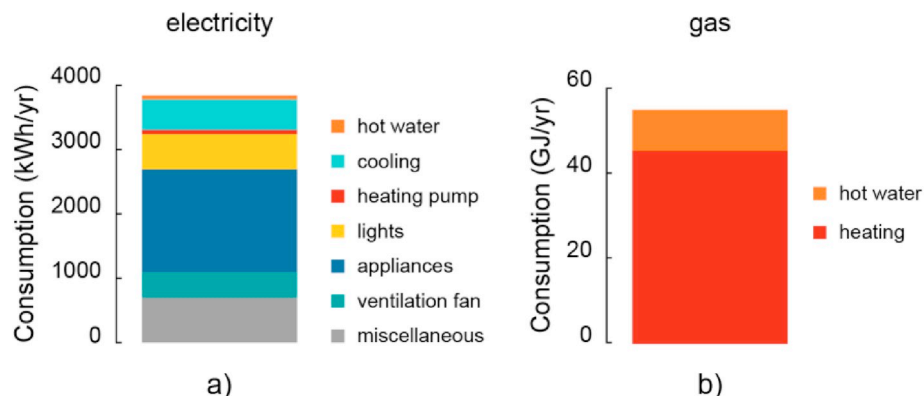 electricity
Consumption (kWh/yr)
4000
3000
2000
1000
0
hot water
cooling
heating pump
lights
appliances
ventilation fan
miscellaneous
a)
gas
Consumption (GJ/yr)
60
40
20
0
hot water
heating
b)